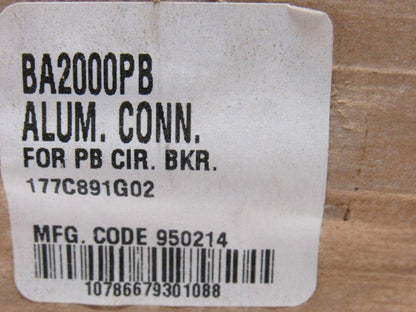 BA2000PB
ALUM. CONN.
FOR PB CIR. BKR.
177C891G02
MFG. CODE 950214
10786679301088